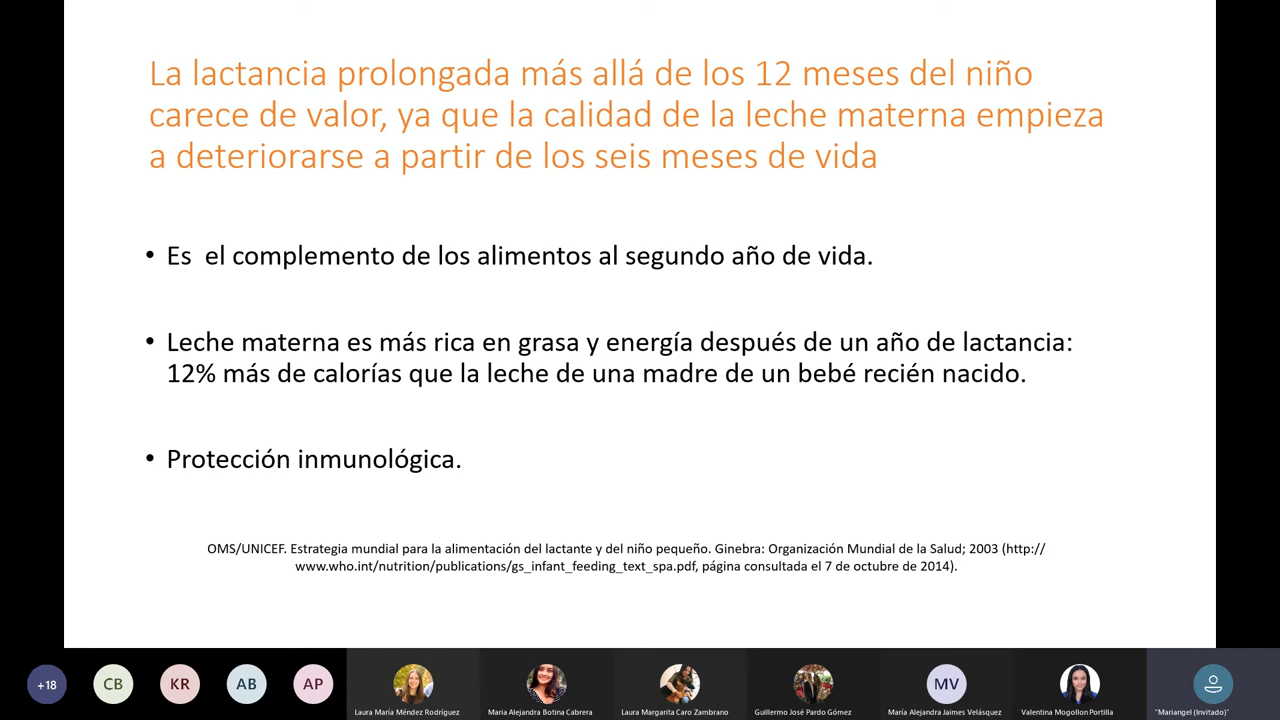 La lactancia prolongada más allá de los 12 meses del niño
carece de valor, ya que la calidad de la leche materna empieza
a deteriorarse a partir de los seis meses de vida
• Es  el complemento de los alimentos al segundo año de vida.
• Leche materna es más rica en grasa y energía después de un año de lactancia:
12% más de calorías que la leche de una madre de un bebé recién nacido.
• Protección inmunológica.
OMS/UNICEF. Estrategia mundial para la alimentación del lactante y del niño pequeño. Ginebra: Organización Mundial de la Salud; 2003 (http://
www.who.int/nutrition/publications/gs_infant_feeding_text_spa.pdf, página consultada el 7 de octubre de 2014).
+18 CB KR AB AP MV
Laura María Méndez Rodríguez Maria Alejandra Botina Cabrera Laura Margarita Caro Zambrano Guillermo José Pardo Gómez María Alejandra Jaimes Velásquez Valentina Mogollon Portilla "Mariangel (Invitado)"